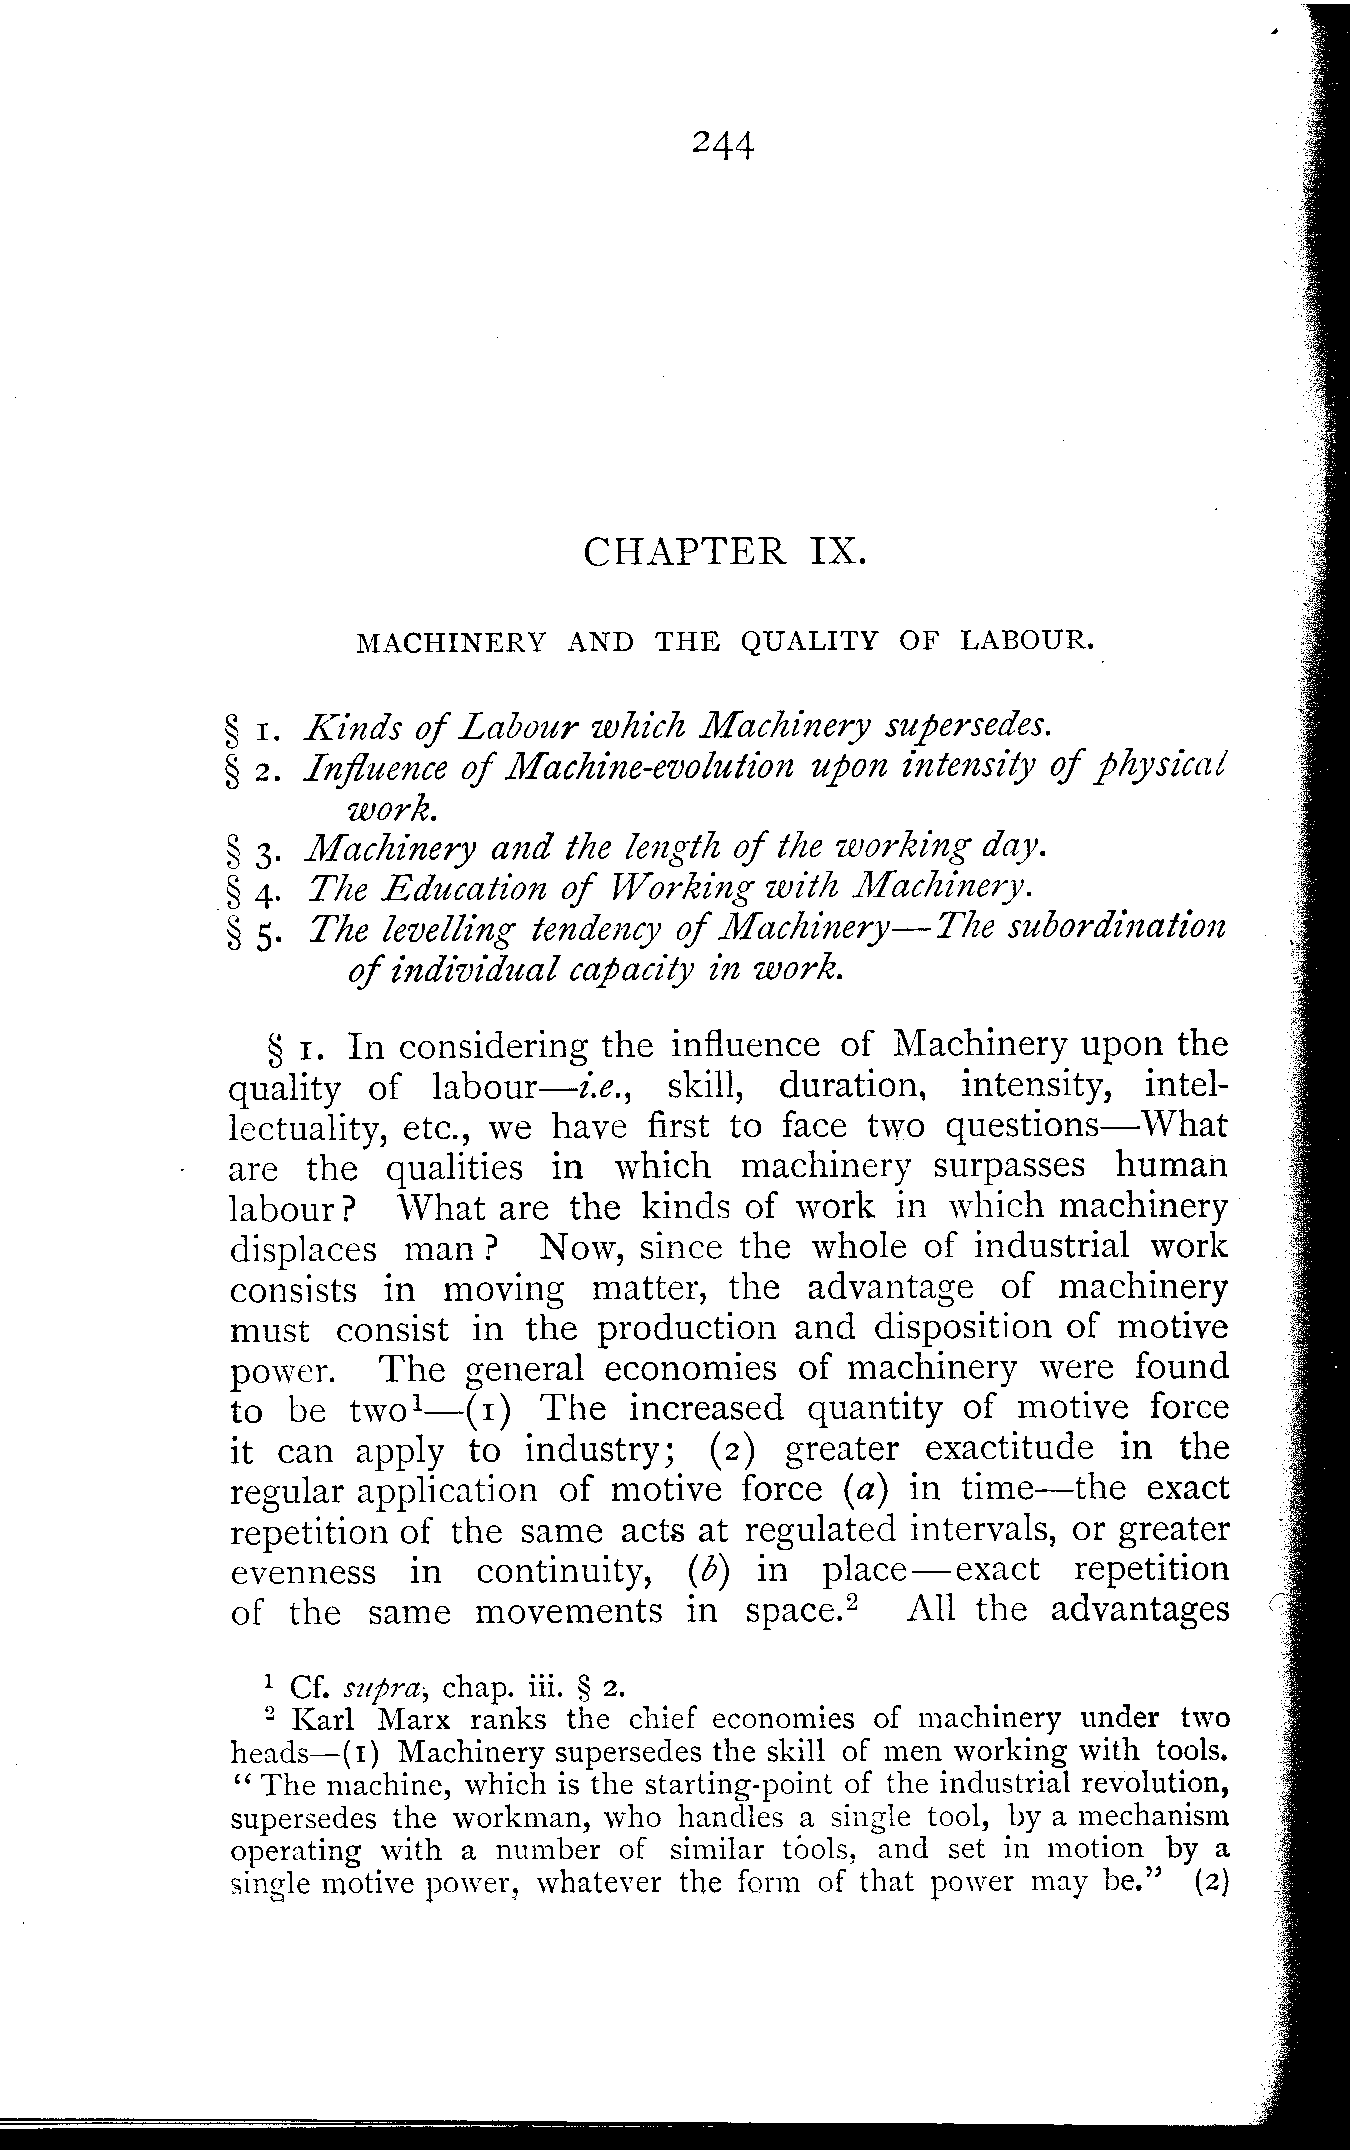 244
CHAPTER IX.
MACHINERY AND THE QUALITY OF LABOUR.
§ 1. Kinds of Labour which Machinery supersedes.
§ 2. Influence of Machine-evolution upon intensity of physical
work.
§ 3. Machinery and the length of the working day.
§ 4. The Education of Working with Machinery.
§ 5. The levelling tendency of Machinery—The subordination
of individual capacity in work.
§ 1. In considering the influence of Machinery upon the
quality of labour—i.e., skill, duration, intensity, intel-
lectuality, etc., we have first to face two questions—What
are the qualities in which machinery surpasses human
labour? What are the kinds of work in which machinery
displaces man? Now, since the whole of industrial work
consists in moving matter, the advantage of machinery
must consist in the production and disposition of motive
power. The general economies of machinery were found
to be two¹—(1) The increased quantity of motive force
it can apply to industry; (2) greater exactitude in the
regular application of motive force (a) in time—the exact
repetition of the same acts at regulated intervals, or greater
evenness in continuity, (b) in place—exact repetition
of the same movements in space.² All the advantages
¹ Cf. supra, chap. iii. § 2.
² Karl Marx ranks the chief economies of machinery under two
heads—(1) Machinery supersedes the skill of men working with tools.
“The machine, which is the starting-point of the industrial revolution,
supersedes the workman, who handles a single tool, by a mechanism
operating with a number of similar tools, and set in motion by a
single motive power, whatever the form of that power may be.” (2)